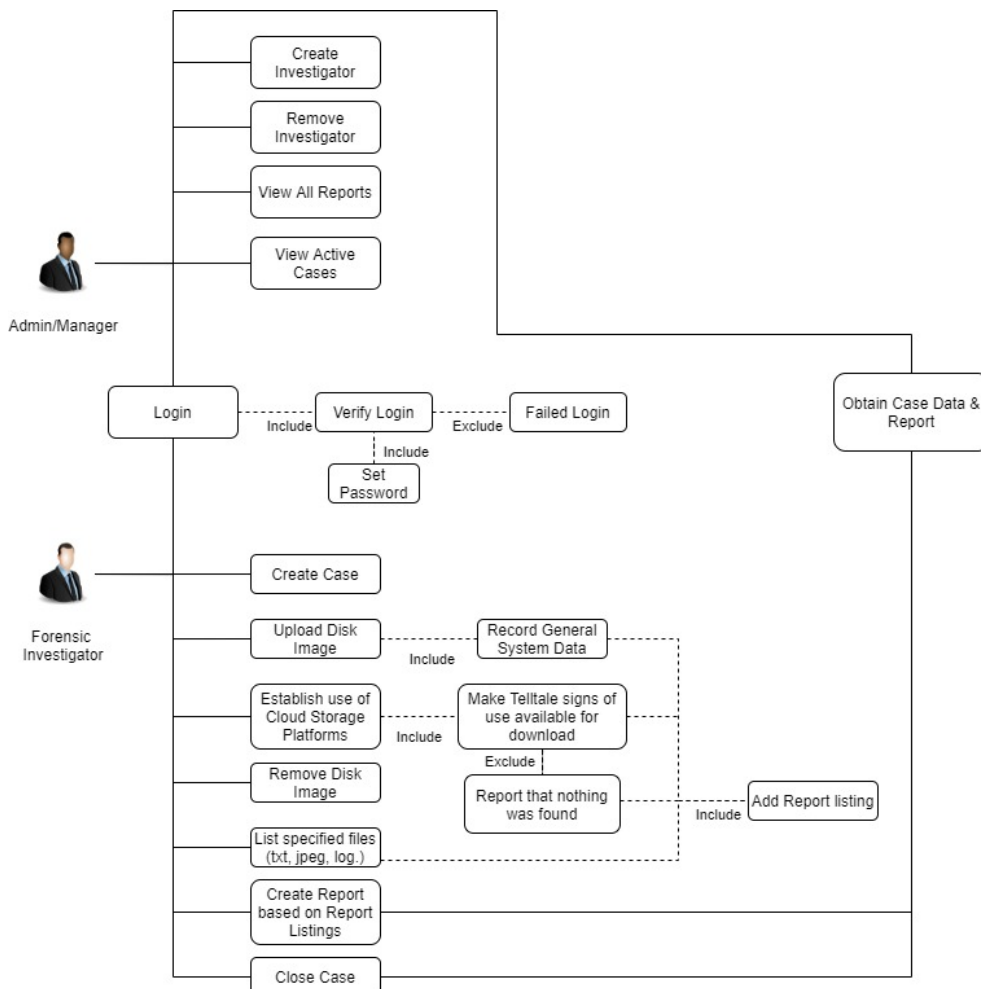 Create
Investigator
Remove
Investigator
View All Reports
View Active
Cases
Admin/Manager
Login
Include
Verify Login
Exclude
Failed Login
Obtain Case Data &
Report
Include
Set
Password
Forensic
Investigator
Create Case
Upload Disk
Image
Include
Record General
System Data
Establish use of
Cloud Storage
Platforms
Include
Make Telltale signs of
use available for
download
Exclude
Remove Disk
Image
Report that nothing
was found
Include
Add Report listing
List specified files
(txt, jpeg, log.)
Create Report
based on Report
Listings
Close Case